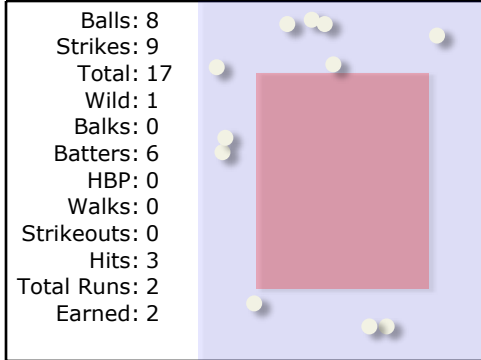 Balls: 8
Strikes: 9
Total: 17
Wild: 1
Balks: 0
Batters: 6
HBP: 0
Walks: 0
Strikeouts: 0
Hits: 3
Total Runs: 2
Earned: 2